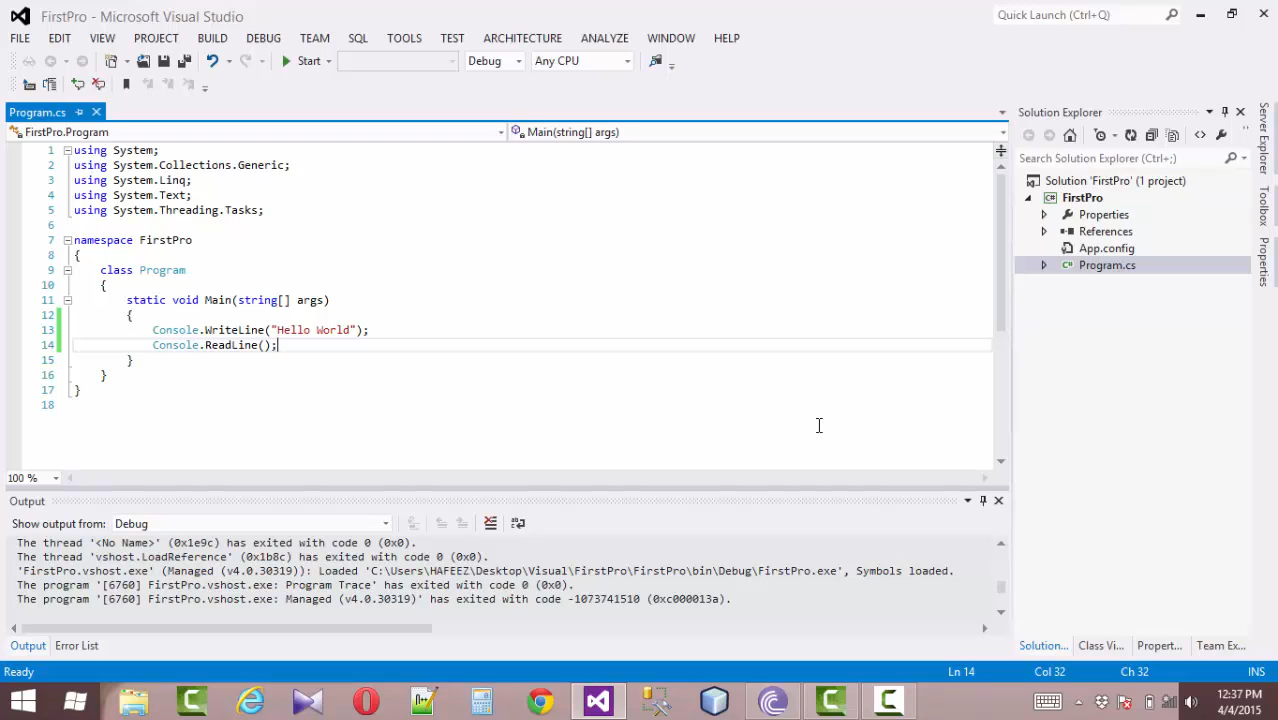 FirstPro - Microsoft Visual Studio
Quick Launch (Ctrl+Q)
FILE EDIT VIEW PROJECT BUILD DEBUG TEAM SQL TOOLS TEST ARCHITECTURE ANALYZE WINDOW HELP
Start Debug Any CPU
Program.cs
FirstPro.Program Main(string[] args)
1 using System;
2 using System.Collections.Generic;
3 using System.Linq;
4 using System.Text;
5 using System.Threading.Tasks;
6
7 namespace FirstPro
8 {
9 class Program
10 {
11 static void Main(string[] args)
12 {
13 Console.WriteLine("Hello World");
14 Console.ReadLine();
15 }
16 }
17 }
18
100 %
Solution Explorer
Search Solution Explorer (Ctrl+;)
Solution 'FirstPro' (1 project)
C# FirstPro
Properties
References
App.config
C# Program.cs
Server Explorer
Toolbox
Properties
Output
Show output from: Debug
The thread '<No Name>' (0x1e9c) has exited with code 0 (0x0).
The thread 'vshost.LoadReference' (0x1b8c) has exited with code 0 (0x0).
'FirstPro.vshost.exe' (Managed (v4.0.30319)): Loaded 'C:\Users\HAFEEZ\Desktop\Visual\FirstPro\FirstPro\bin\Debug\FirstPro.exe', Symbols loaded.
The program '[6760] FirstPro.vshost.exe: Program Trace' has exited with code 0 (0x0).
The program '[6760] FirstPro.vshost.exe: Managed (v4.0.30319)' has exited with code -1073741510 (0xc000013a).
Output Error List
Solution... Class Vi... Propert... Team Ex...
Ready Ln 14 Col 32 Ch 32 INS
12:37 PM
4/4/2015